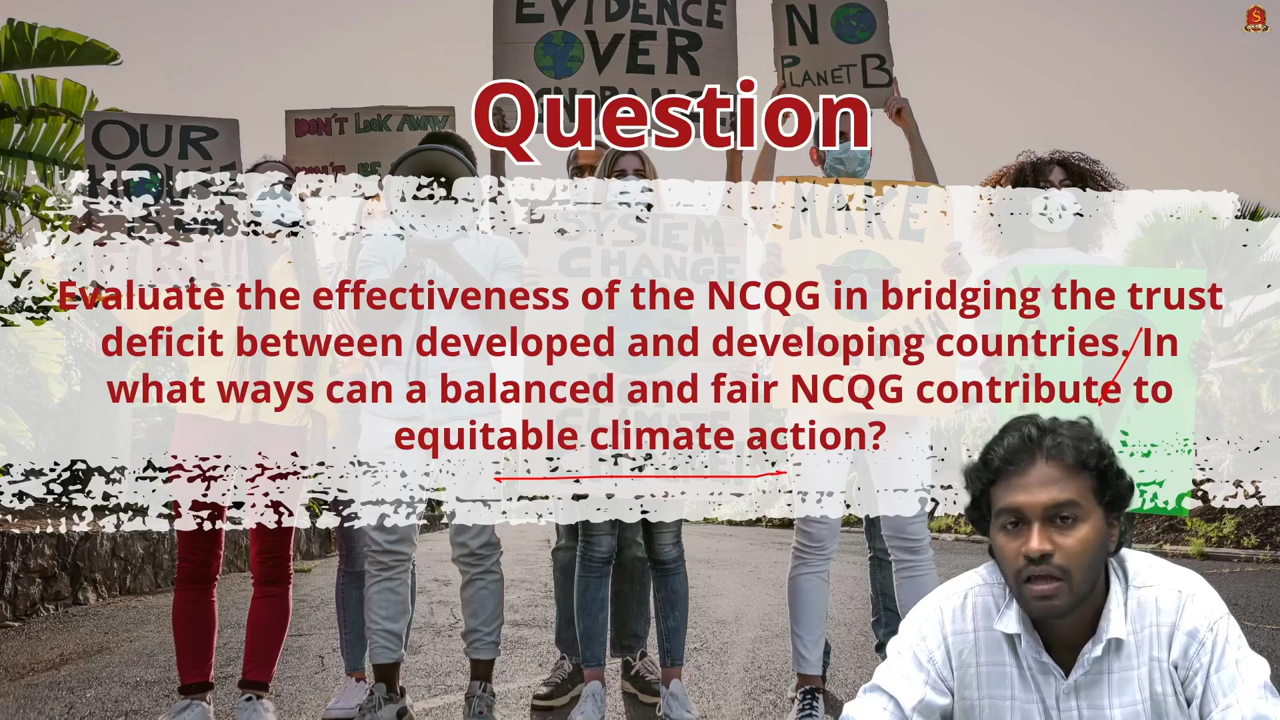 EVIDENCE
OVER
NO
PLANET B
Question
OUR
DON'T LOOK AWAY
MAKE
SYSTEM
CHANGE
Evaluate the effectiveness of the NCQG in bridging the trust
deficit between developed and developing countries. In
what ways can a balanced and fair NCQG contribute to
equitable climate action?